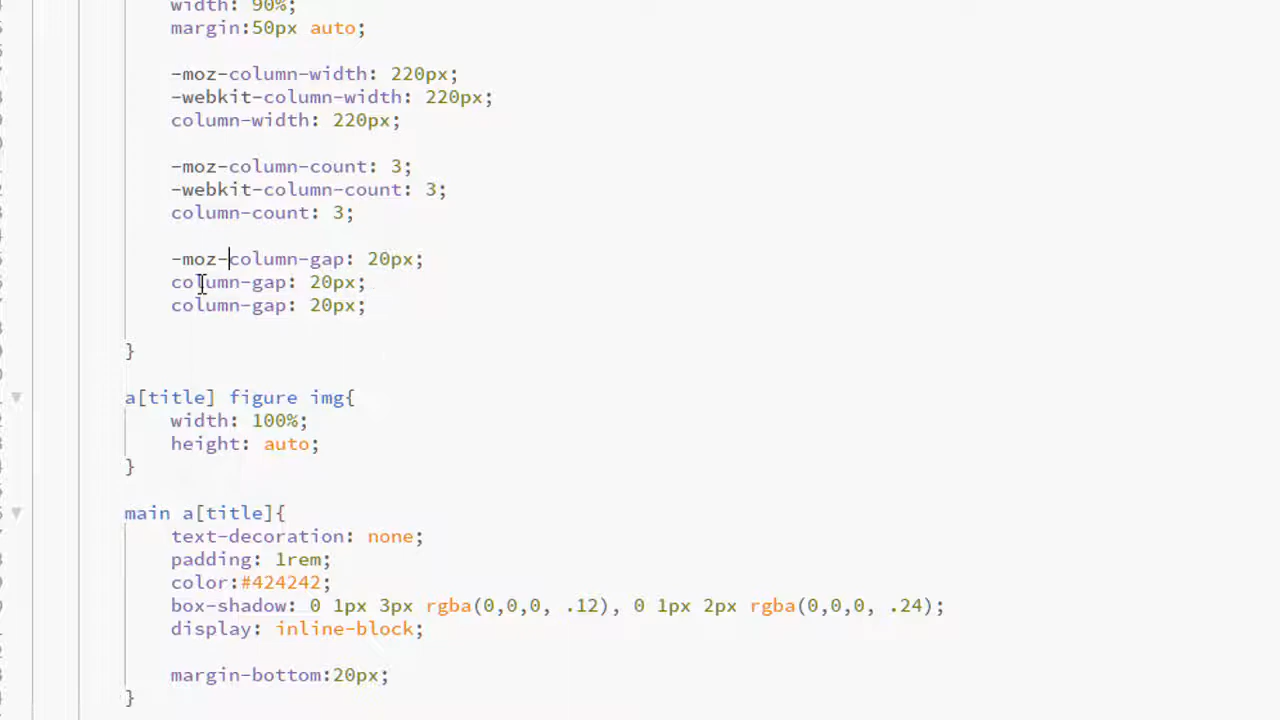 width: 90%;
margin:50px auto;
-moz-column-width: 220px;
-webkit-column-width: 220px;
column-width: 220px;
-moz-column-count: 3;
-webkit-column-count: 3;
column-count: 3;
-moz-column-gap: 20px;
column-gap: 20px;
column-gap: 20px;
}
a[title] figure img{
width: 100%;
height: auto;
}
main a[title]{
text-decoration: none;
padding: 1rem;
color:#424242;
box-shadow: 0 1px 3px rgba(0,0,0, .12), 0 1px 2px rgba(0,0,0, .24);
display: inline-block;
margin-bottom:20px;
}